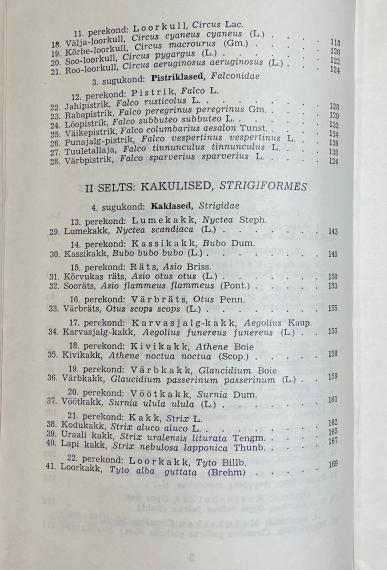 11. perekond: Loorkull, Circus Lac.
18. Välja-loorkull, Circus cyaneus cyaneus (L.) . . . . 118
19. Kõrbe-loorkull, Circus macrourus (Gm.) . . . . 120
20. Soo-loorkull, Circus pygargus (L.) . . . . 122
21. Roo-loorkull, Circus aeruginosus aeruginosus (L.) . . . . 124
3. sugukond: Pistriklased, Falconidae
12. perekond: Pistrik, Falco L.
22. Jahipistrik, Falco rusticolus L. . . . . 128
23. Rabapistrik, Falco peregrinus peregrinus Gm. . . . . 129
24. Lõopistrik, Falco subbuteo subbuteo L. . . . . 132
25. Väikepistrik, Falco columbarius aesalon Tunst. . . . . 134
26. Punajalg-pistrik, Falco vespertinus vespertinus L. . . . . 136
27. Tuuletallaja, Falco tinnunculus tinnunculus L. . . . .
28. Värbpistrik, Falco sparverius sparverius L. . . . .
II SELTS: KAKULISED, STRIGIFORMES
4. sugukond: Kaklased, Strigidae
13. perekond: Lumekakk, Nyctea Steph.
29. Lumekakk, Nyctea scandiaca (L.) . . . . 143
14. perekond: Kassikakk, Bubo Dum.
30. Kassikakk, Bubo bubo bubo (L.) . . . . 145
15. perekond: Räts, Asio Briss.
31. Kõrvukas räts, Asio otus otus (L.) . . . . 150
32. Sooräts, Asio flammeus flammeus (Pont.) . . . . 153
16. perekond: Värbräts, Otus Penn.
33. Värbräts, Otus scops scops (L.) . . . . 155
17. perekond: Karvasjalg-kakk, Aegolius Kaup.
34. Karvasjalg-kakk, Aegolius funereus funereus (L.) . . . . 155
18. perekond: Kivikakk, Athene Boie
35. Kivikakk, Athene noctua noctua (Scop.) . . . . 158
19. perekond: Värbkakk, Glaucidium Boie
36. Värbkakk, Glaucidium passerinum passerinum (L.) . . . . 159
20. perekond: Vöötkakk, Surnia Dum.
37. Vöötkakk, Surnia ulula ulula (L.) . . . . 161
21. perekond: Kakk, Strix L.
38. Kodukakk, Strix aluco aluco L. . . . . 162
39. Uraali kakk, Strix uralensis liturata Tengm. . . . . 165
40. Lapi kakk, Strix nebulosa lapponica Thunb. . . . . 167
22. perekond: Loorkakk, Tyto Billb.
41. Loorkakk, Tyto alba guttata (Brehm) . . . . 169